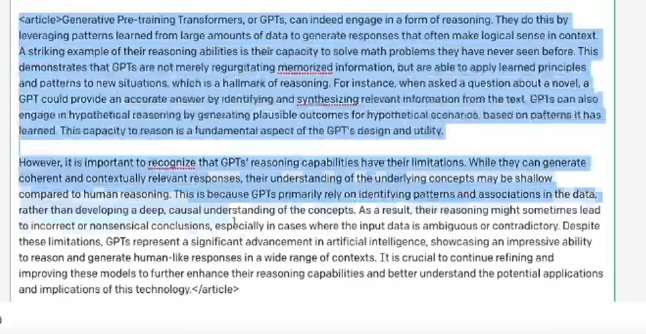 <article>Generative Pre-training Transformers, or GPTs, can indeed engage in a form of reasoning. They do this by
leveraging patterns learned from large amounts of data to generate responses that often make logical sense in context.
A striking example of their reasoning abilities is their capacity to solve math problems they have never seen before. This
demonstrates that GPTs are not merely regurgitating memorized information, but are able to apply learned principles
and patterns to new situations, which is a hallmark of reasoning. For instance, when asked a question about a novel, a
GPT could provide an accurate answer by identifying and synthesizing relevant information from the text. GPTs can also
engage in hypothetical reasoning by generating plausible outcomes for hypothetical scenarios, based on patterns it has
learned. This capacity to reason is a fundamental aspect of the GPT's design and utility.
However, it is important to recognize that GPTs' reasoning capabilities have their limitations. While they can generate
coherent and contextually relevant responses, their understanding of the underlying concepts may be shallow
compared to human reasoning. This is because GPTs primarily rely on identifying patterns and associations in the data,
rather than developing a deep, causal understanding of the concepts. As a result, their reasoning might sometimes lead
to incorrect or nonsensical conclusions, especially in cases where the input data is ambiguous or contradictory. Despite
these limitations, GPTs represent a significant advancement in artificial intelligence, showcasing an impressive ability
to reason and generate human-like responses in a wide range of contexts. It is crucial to continue refining and
improving these models to further enhance their reasoning capabilities and better understand the potential applications
and implications of this technology.</article>